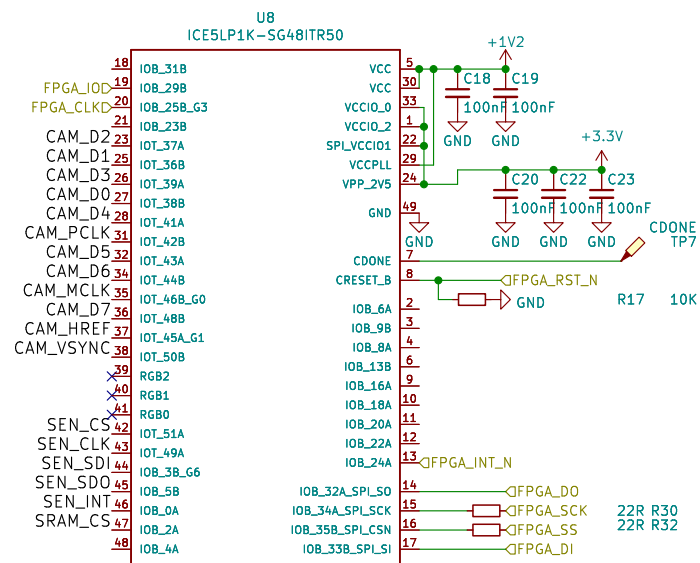 U8
ICE5LP1K-SG48ITR50
18 IOB_31B
FPGA_IO 19 IOB_29B
FPGA_CLK 20 IOB_25B_G3
21 IOB_23B
CAM_D2 23 IOT_37A
CAM_D1 25 IOT_36B
CAM_D3 26 IOT_39A
CAM_D0 27 IOT_38B
CAM_D4 28 IOT_41A
CAM_PCLK 31 IOT_42B
CAM_D5 32 IOT_43A
CAM_D6 34 IOT_44B
CAM_MCLK 35 IOT_46B_G0
CAM_D7 36 IOT_48B
CAM_HREF 37 IOT_45A_G1
CAM_VSYNC 38 IOT_50B
39 RGB2
40 RGB1
41 RGB0
SEN_CS 42 IOT_51A
SEN_CLK 43 IOT_49A
SEN_SDI 44 IOB_3B_G6
SEN_SDO 45 IOB_5B
SEN_INT 46 IOB_0A
SRAM_CS 47 IOB_2A
48 IOB_4A
VCC 5
VCC 30
VCCIO_0 33
VCCIO_2 1
SPI_VCCIO1 22
VCCPLL 29
VPP_2V5 24
GND 49
CDONE 7
CRESET_B 8 FPGA_RST_N
IOB_6A 2
IOB_9B 3
IOB_8A 4
IOB_13B 6
IOB_16A 9
IOB_18A 10
IOB_20A 11
IOB_22A 12
IOB_24A 13 FPGA_INT_N
IOB_32A_SPI_SO 14 FPGA_DO
IOB_34A_SPI_SCK 15 FPGA_SCK 22R R30
IOB_35B_SPI_CSN 16 FPGA_SS 22R R32
IOB_33B_SPI_SI 17 FPGA_DI
+1V2
C18 C19
100nF 100nF
GND GND
+3.3V
C20 C22 C23
100nF 100nF 100nF
GND GND GND GND
CDONE
TP7
GND R17 10K